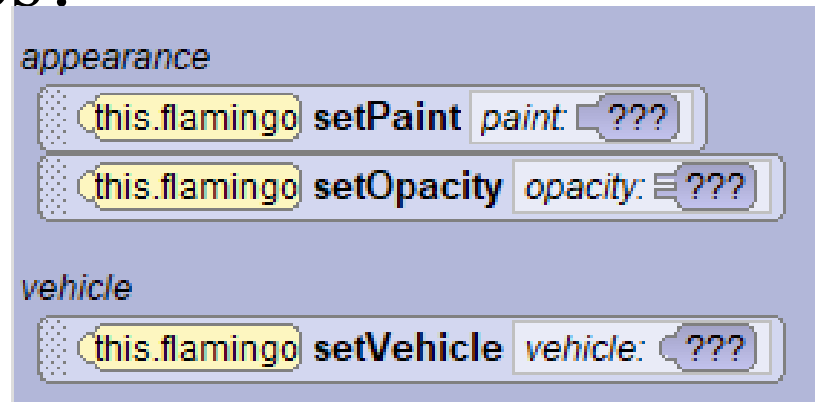 appearance
this.flamingo setPaint paint: ???
this.flamingo setOpacity opacity: ???
vehicle
this.flamingo setVehicle vehicle: ???